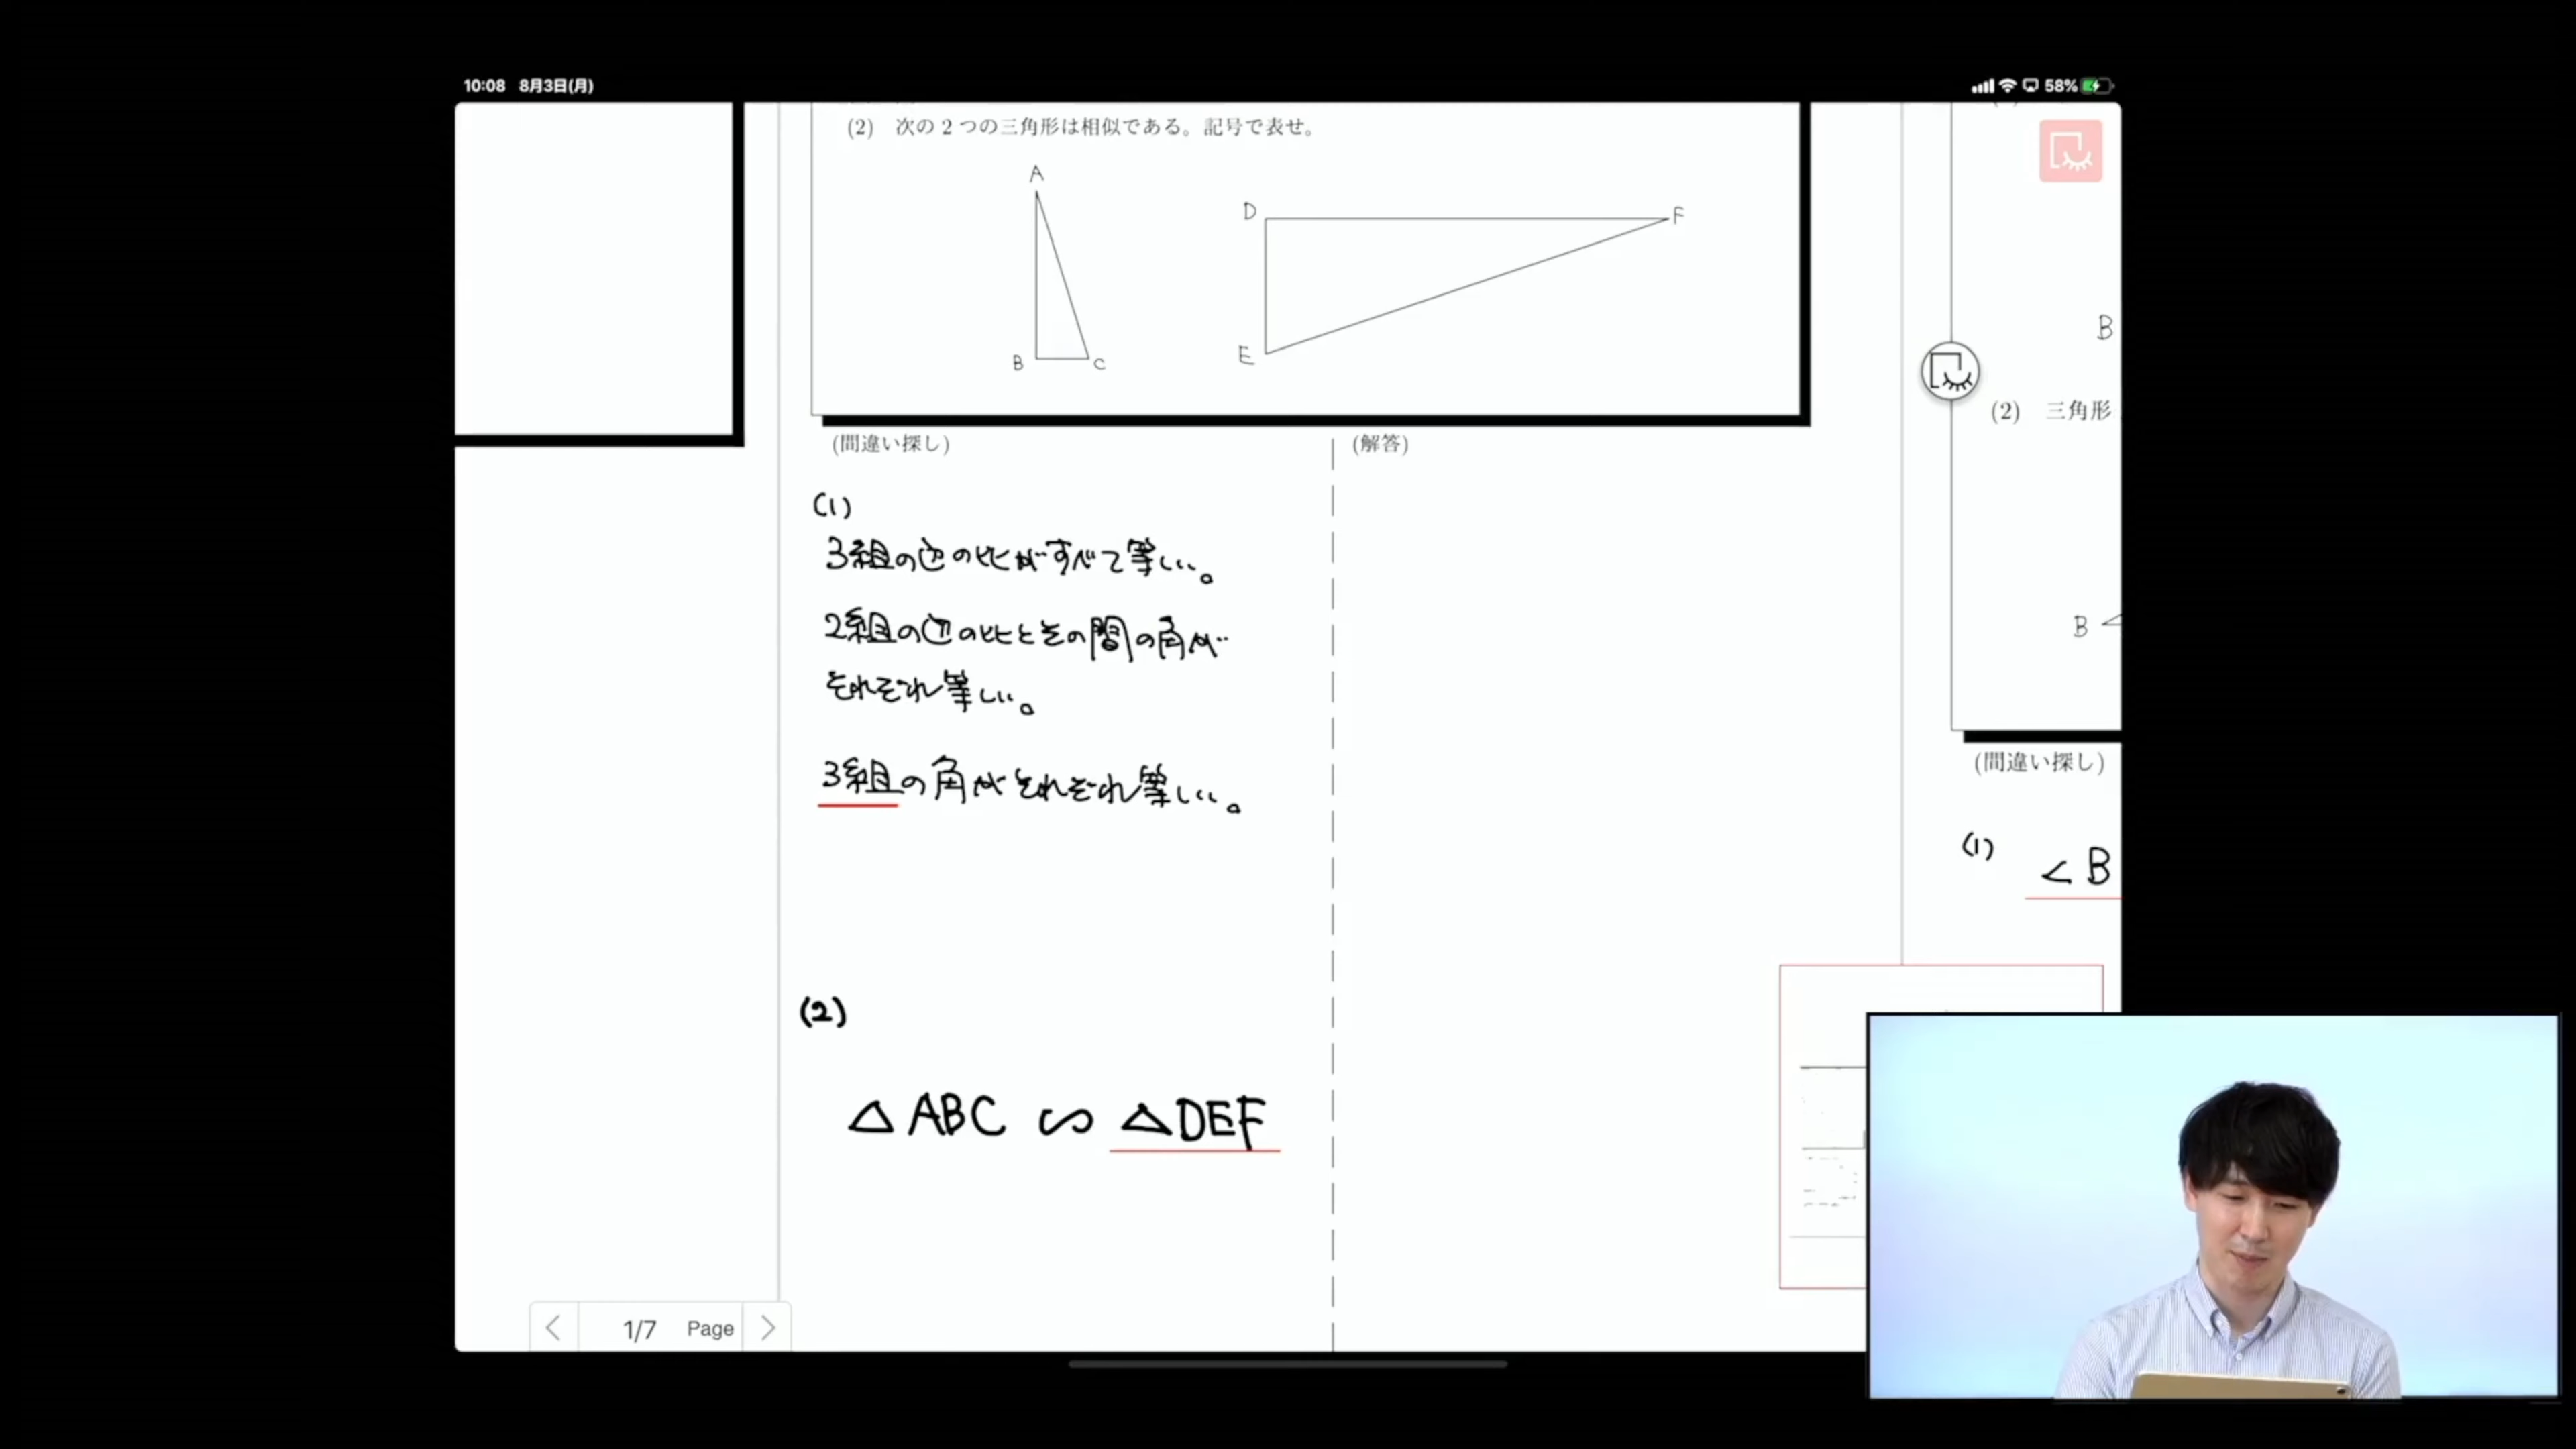 10:08 8月3日(月)
58%
(2) 次の2つの三角形は相似である。記号で表せ。
A
B
C
D
E
F
(間違い探し)
(解答)
(1)
3組の辺の比がすべて等しい。
2組の辺の比とその間の角が
それぞれ等しい。
3組の角がそれぞれ等しい。
(2)
△ABC ∽ △DEF
B
(2) 三角形
B
(間違い探し)
(1) ∠B
1/7 Page